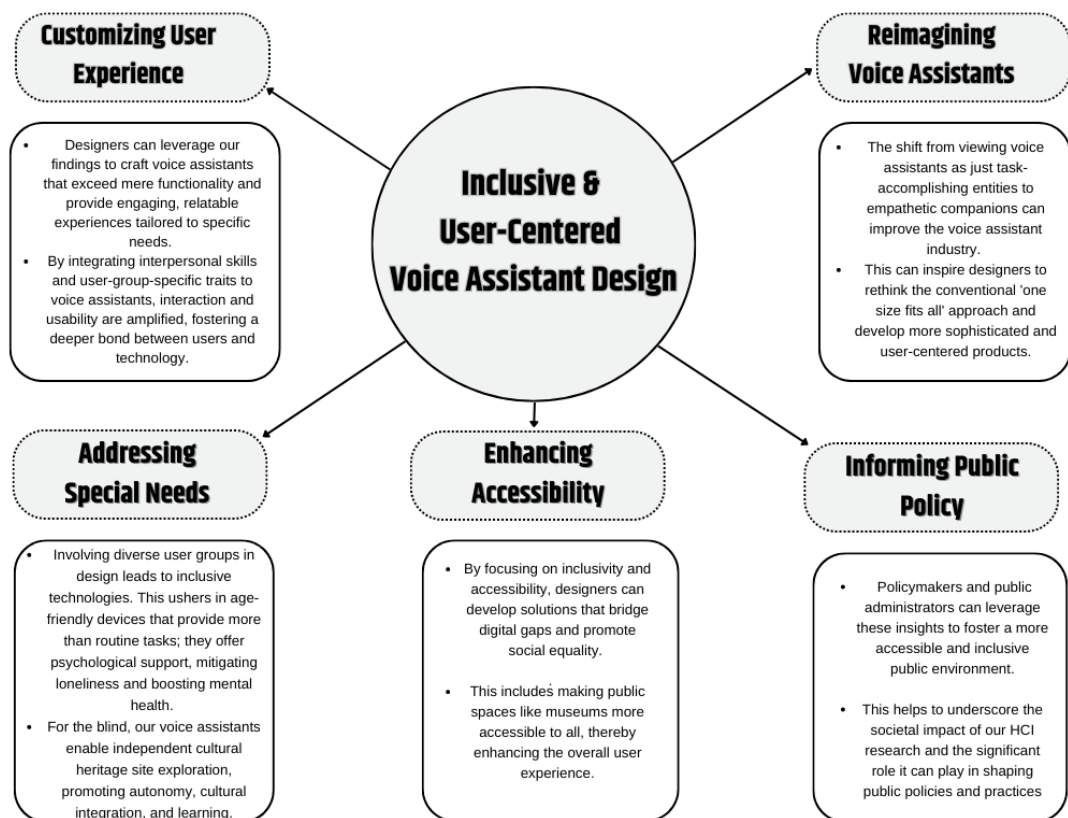 Customizing User
Experience
• Designers can leverage our
findings to craft voice assistants
that exceed mere functionality and
provide engaging, relatable
experiences tailored to specific
needs.
• By integrating interpersonal skills
and user-group-specific traits to
voice assistants, interaction and
usability are amplified, fostering a
deeper bond between users and
technology.
Inclusive &
User-Centered
Voice Assistant Design
Reimagining
Voice Assistants
• The shift from viewing voice
assistants as just task-
accomplishing entities to
empathetic companions can
improve the voice assistant
industry.
• This can inspire designers to
rethink the conventional 'one
size fits all' approach and
develop more sophisticated and
user-centered products.
Addressing
Special Needs
• Involving diverse user groups in
design leads to inclusive
technologies. This ushers in age-
friendly devices that provide more
than routine tasks; they offer
psychological support, mitigating
loneliness and boosting mental
health.
• For the blind, our voice assistants
enable independent cultural
heritage site exploration,
promoting autonomy, cultural
integration, and learning.
Enhancing
Accessibility
• By focusing on inclusivity and
accessibility, designers can
develop solutions that bridge
digital gaps and promote
social equality.
• This includes making public
spaces like museums more
accessible to all, thereby
enhancing the overall user
experience.
Informing Public
Policy
• Policymakers and public
administrators can leverage
these insights to foster a more
accessible and inclusive
public environment.
• This helps to underscore the
societal impact of our HCI
research and the significant
role it can play in shaping
public policies and practices